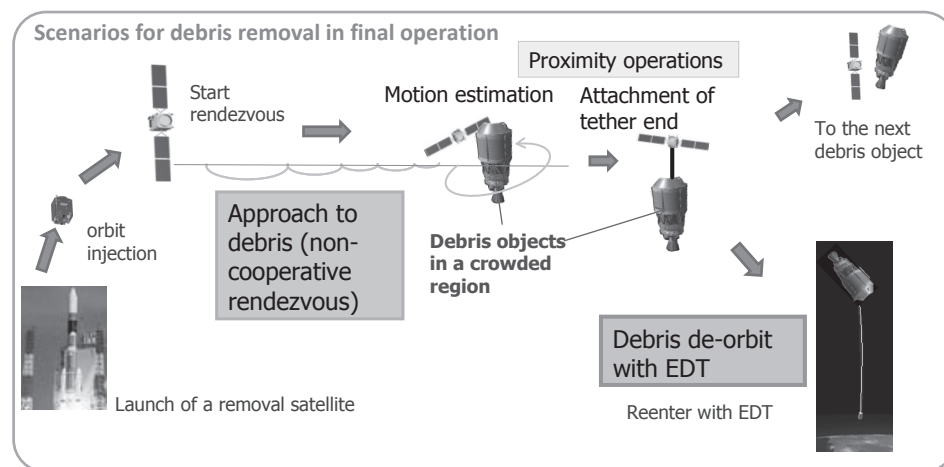 Scenarios for debris removal in final operation
Proximity operations
Start
rendezvous
Motion estimation
Attachment of
tether end
To the next
debris object
orbit
injection
Approach to
debris (non-
cooperative
rendezvous)
Debris objects
in a crowded
region
Debris de-orbit
with EDT
Launch of a removal satellite
Reenter with EDT